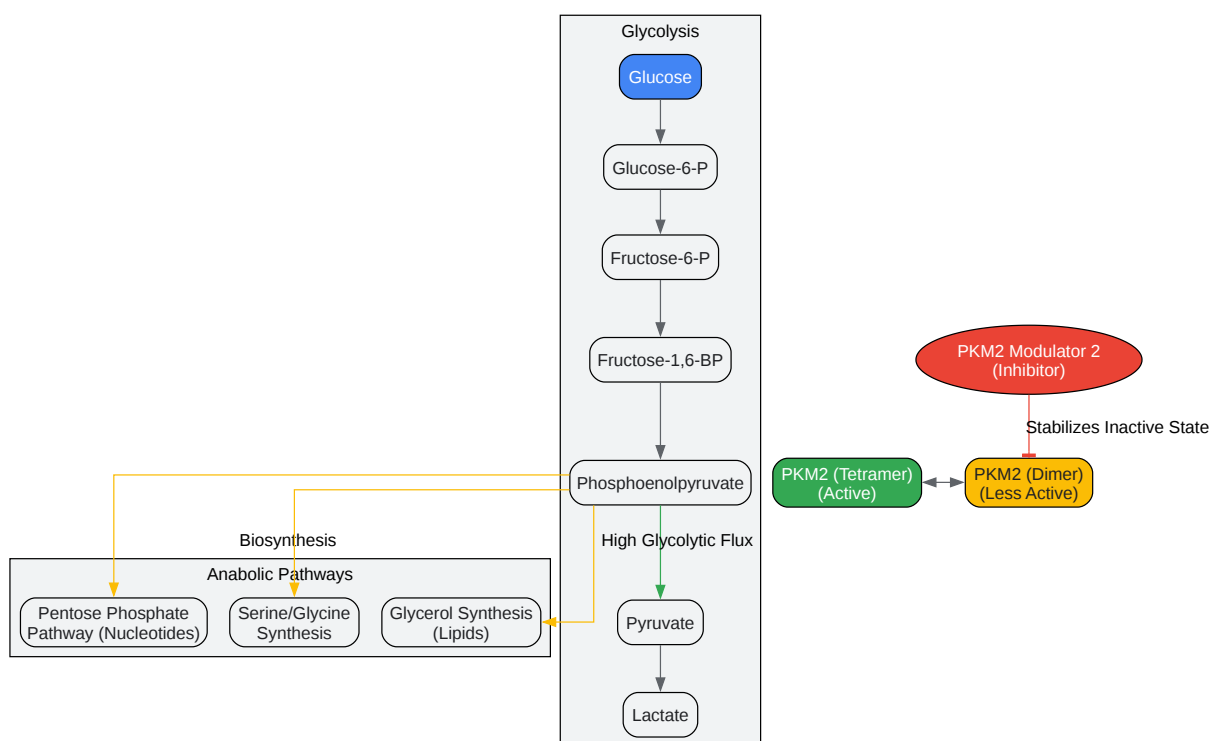 Glycolysis
Glucose
Glucose-6-P
Fructose-6-P
Fructose-1,6-BP
PKM2 Modulator 2
(Inhibitor)
Stabilizes Inactive State
Phosphoenolpyruvate
PKM2 (Tetramer)
(Active)
PKM2 (Dimer)
(Less Active)
Biosynthesis
High Glycolytic Flux
Anabolic Pathways
Pentose Phosphate
Pathway (Nucleotides)
Serine/Glycine
Synthesis
Glycerol Synthesis
(Lipids)
Pyruvate
Lactate